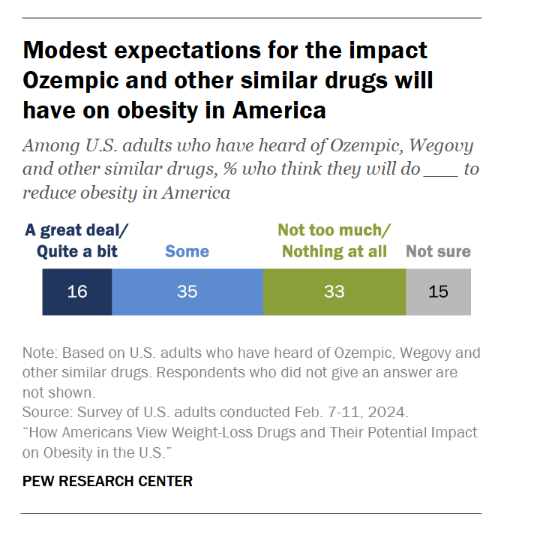 Modest expectations for the impact
Ozempic and other similar drugs will
have on obesity in America
Among U.S. adults who have heard of Ozempic, Wegovy
and other similar drugs, % who think they will do ___ to
reduce obesity in America
A great deal/
Quite a bit
Some
Not too much/
Nothing at all
Not sure
16
35
33
15
Note: Based on U.S. adults who have heard of Ozempic, Wegovy and
other similar drugs. Respondents who did not give an answer are
not shown.
Source: Survey of U.S. adults conducted Feb. 7-11, 2024.
“How Americans View Weight-Loss Drugs and Their Potential Impact
on Obesity in the U.S.”
PEW RESEARCH CENTER